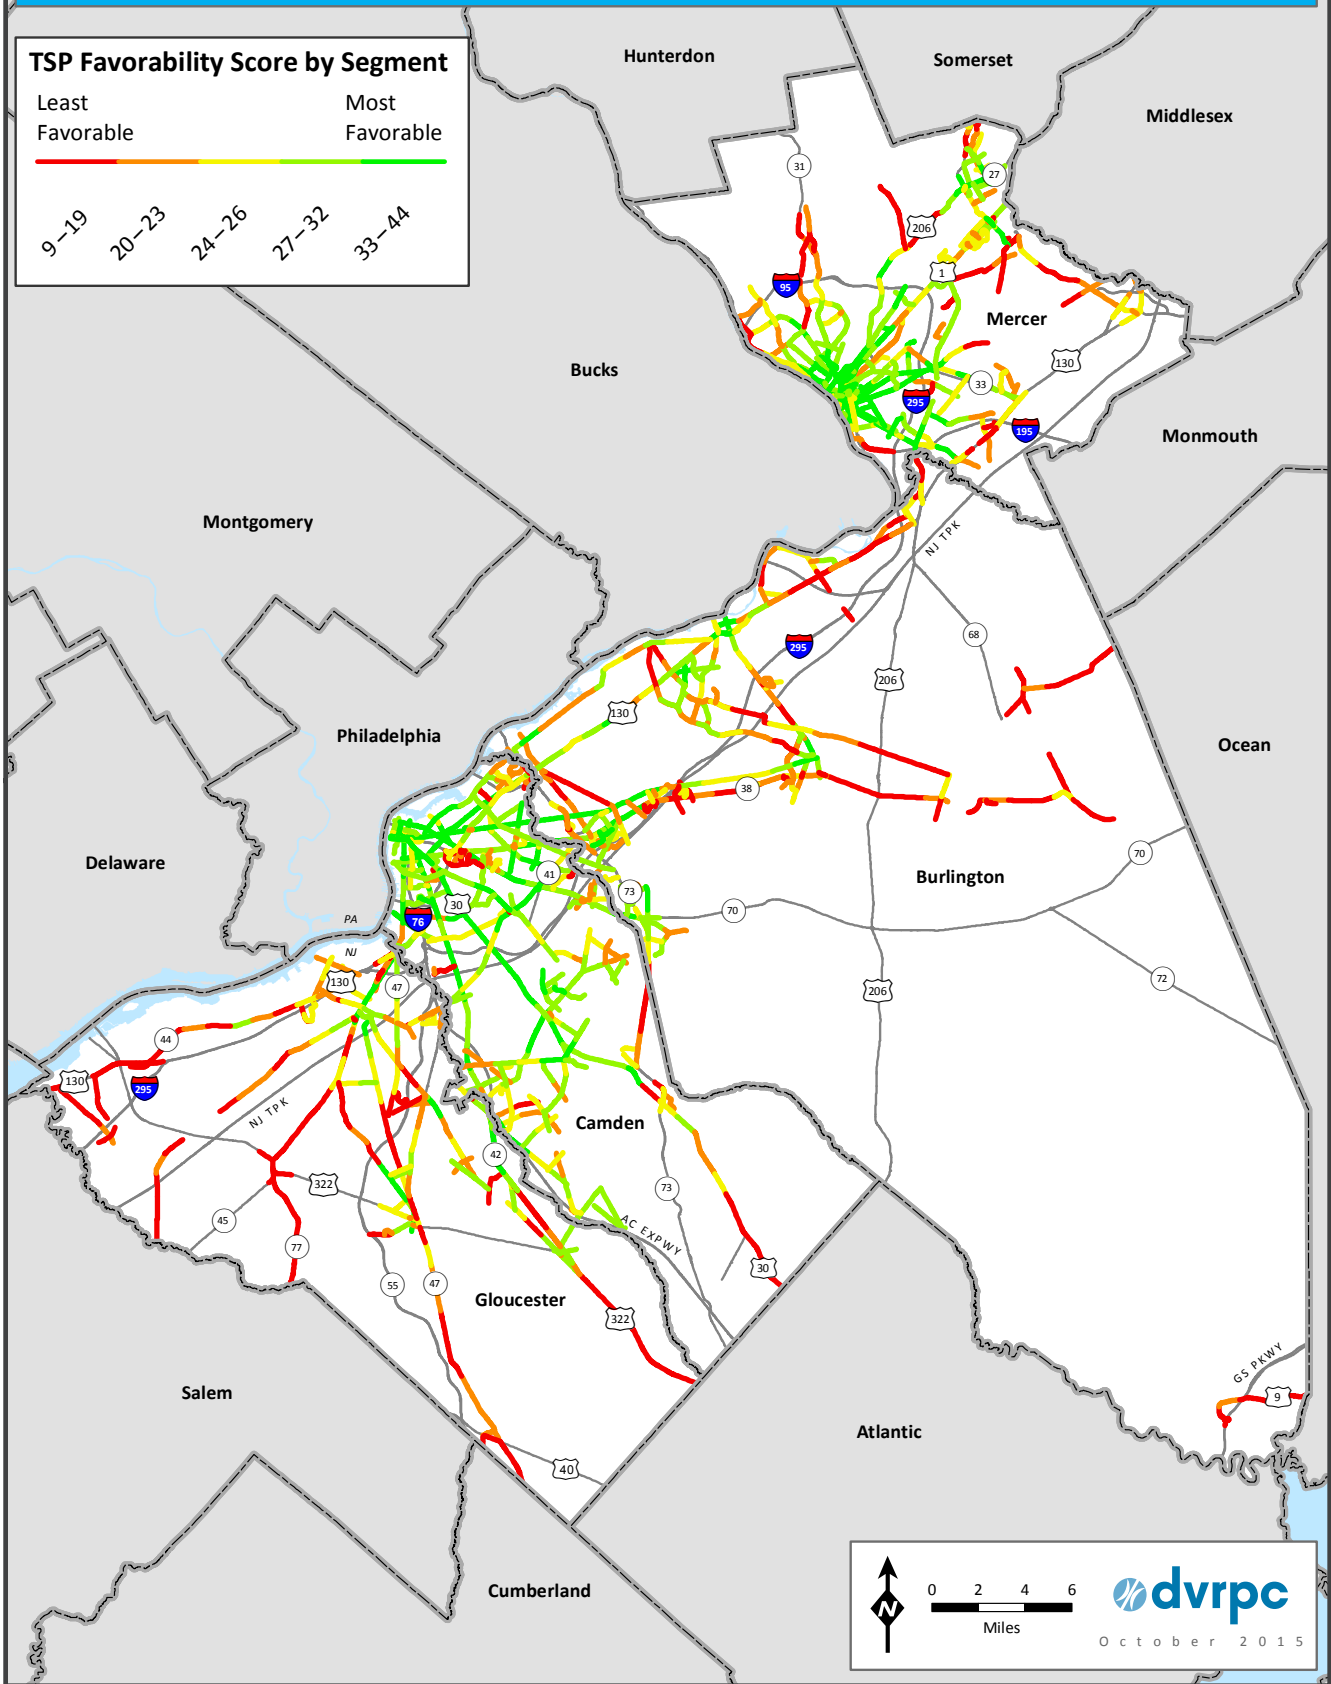 TSP Favorability Score by Segment
Least
Favorable
Most
Favorable
9 – 19
20 – 23
24 – 26
27 – 32
33 – 44
Hunterdon
Somerset
Middlesex
31
27
206
1
95
Mercer
130
Bucks
33
295
195
Monmouth
Montgomery
NJ TPK
68
295
206
130
Philadelphia
Ocean
38
70
Delaware
41
Burlington
73
30
70
76
PA
NJ
72
130
47
206
44
130
295
NJ TPK
Camden
42
322
73
45
AC EXPWY
77
30
55
47
Gloucester
322
GS PKWY
Salem
9
Atlantic
40
Cumberland
N
0 2 4 6
Miles
dvrpc
October 2015